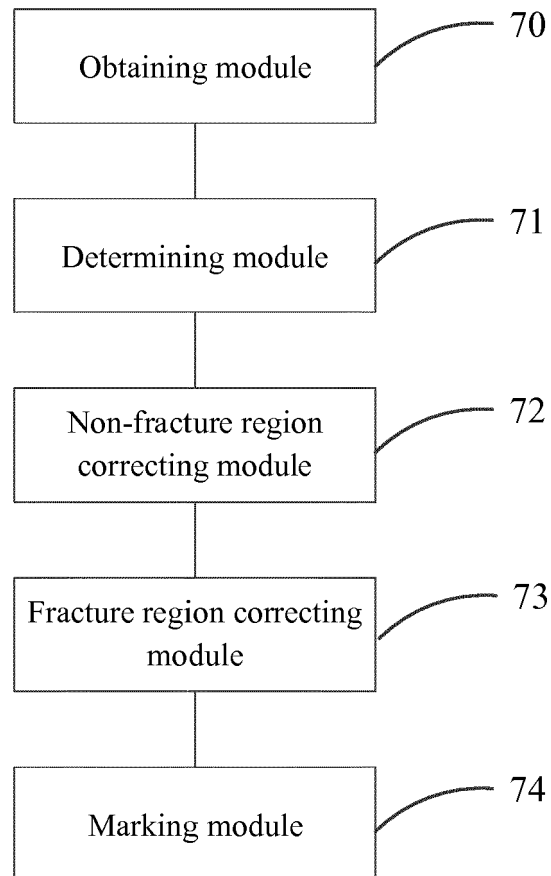 70
Obtaining module
71
Determining module
72
Non-fracture region
correcting module
73
Fracture region correcting
module
74
Marking module